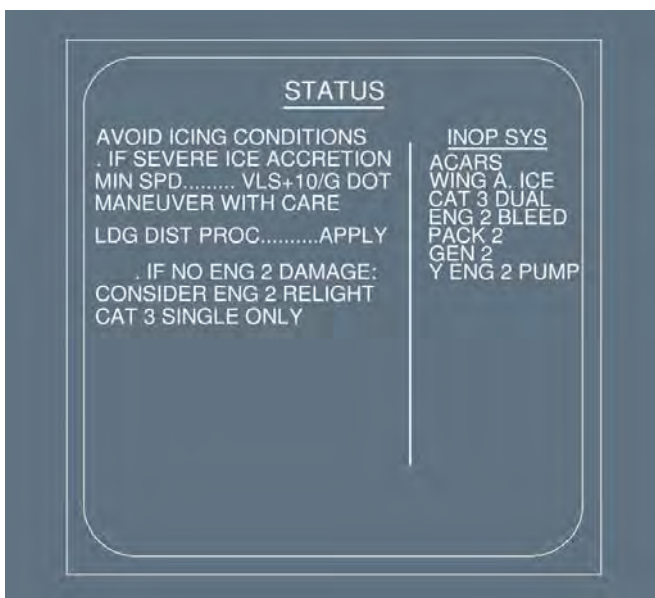 STATUS
AVOID ICING CONDITIONS
. IF SEVERE ICE ACCRETION
MIN SPD......... VLS+10/G DOT
MANEUVER WITH CARE
LDG DIST PROC..........APPLY
. IF NO ENG 2 DAMAGE:
CONSIDER ENG 2 RELIGHT
CAT 3 SINGLE ONLY
INOP SYS
ACARS
WING A. ICE
CAT 3 DUAL
ENG 2 BLEED
PACK 2
GEN 2
Y ENG 2 PUMP